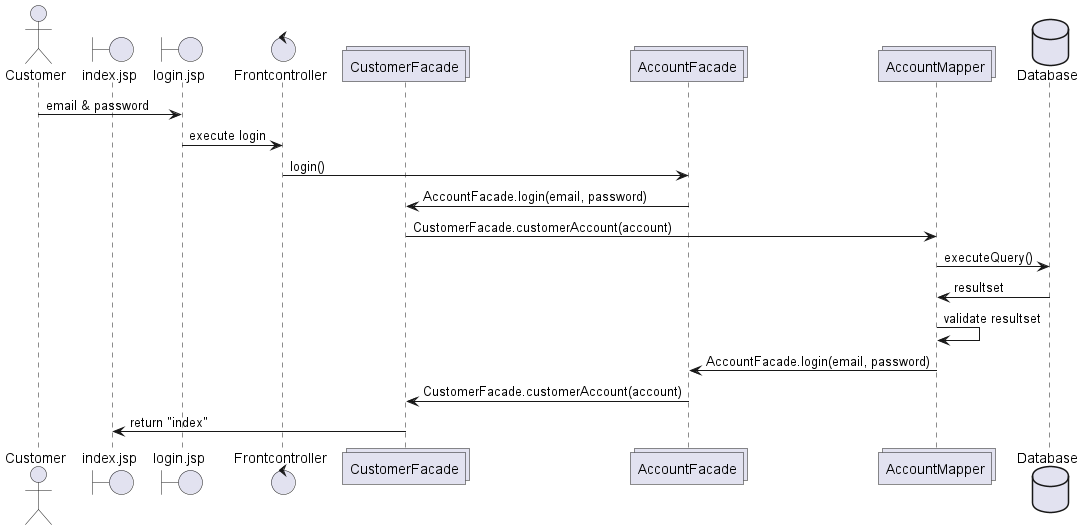 Customer
index.jsp
login.jsp
Frontcontroller
CustomerFacade
AccountFacade
AccountMapper
Database
email & password
execute login
login()
AccountFacade.login(email, password)
CustomerFacade.customerAccount(account)
executeQuery()
resultset
validate resultset
AccountFacade.login(email, password)
CustomerFacade.customerAccount(account)
return "index"
Customer
index.jsp
login.jsp
Frontcontroller
CustomerFacade
AccountFacade
AccountMapper
Database